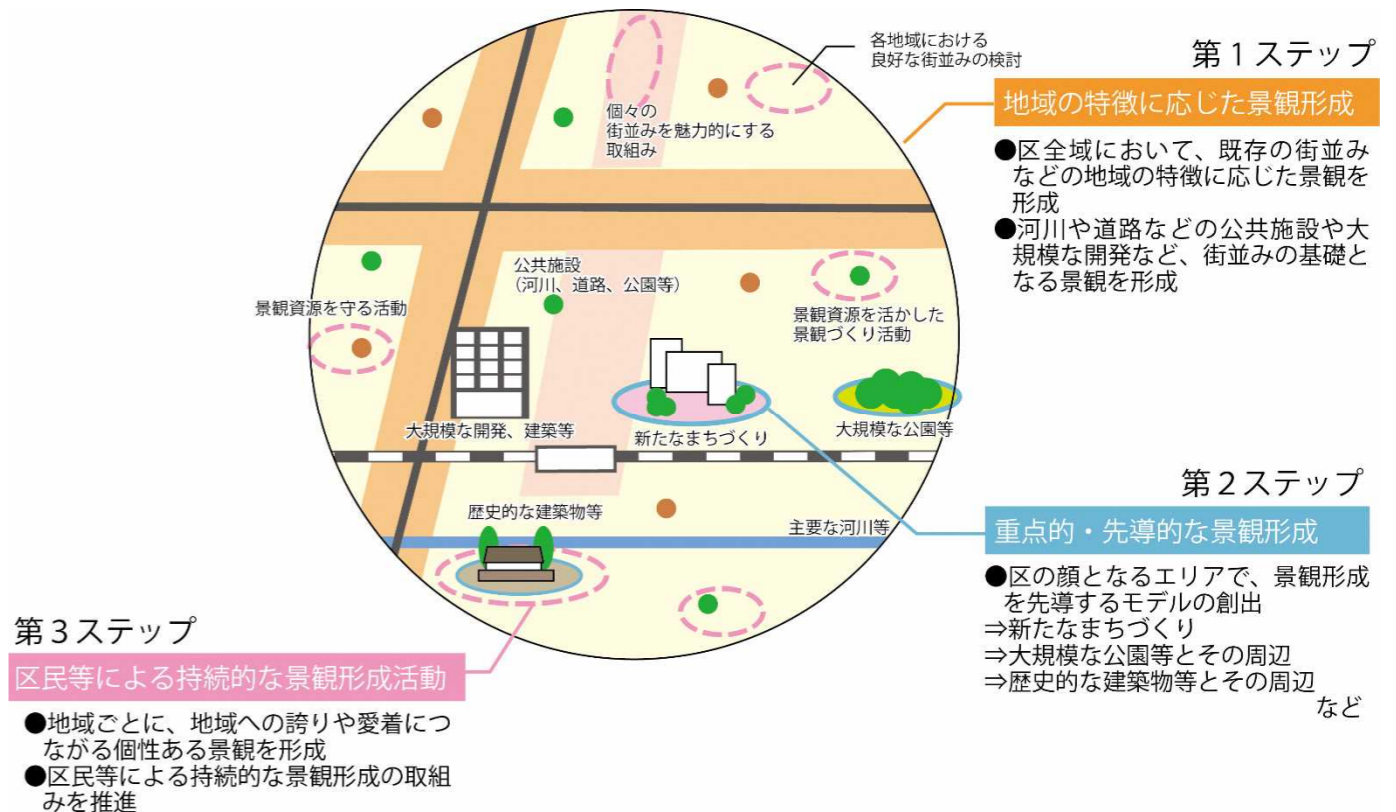 各地域における
良好な街並みの検討
第1ステップ
地域の特徴に応じた景観形成
●区全域において、既存の街並み
などの地域の特徴に応じた景観を
形成
●河川や道路などの公共施設や大
規模な開発など、街並みの基礎と
なる景観を形成
個々の
街並みを魅力的にする
取組み
公共施設
（河川、道路、公園等）
景観資源を守る活動
景観資源を活かした
景観づくり活動
大規模な開発、建築等
新たなまちづくり
大規模な公園等
歴史的な建築物等
主要な河川等
第2ステップ
重点的・先導的な景観形成
●区の顔となるエリアで、景観形成
を先導するモデルの創出
⇒新たなまちづくり
⇒大規模な公園等とその周辺
⇒歴史的な建築物等とその周辺
など
第3ステップ
区民等による持続的な景観形成活動
●地域ごとに、地域への誇りや愛着につ
ながる個性ある景観を形成
●区民等による持続的な景観形成の取組
みを推進